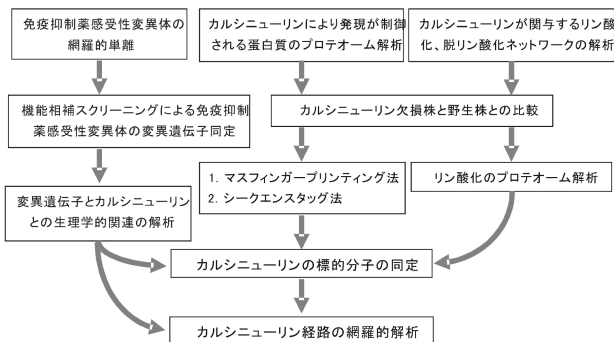 免疫抑制薬感受性変異体の
網羅的単離
カルシニューリンにより発現が制御
される蛋白質のプロテオーム解析
カルシニューリンが関与するリン酸
化、脱リン酸化ネットワークの解析
機能相補スクリーニングによる免疫抑制
薬感受性変異体の変異遺伝子同定
カルシニューリン欠損株と野生株との比較
1. マスフィンガープリンティング法
2. シークエンスタッグ法
リン酸化のプロテオーム解析
変異遺伝子とカルシニューリン
との生理学的関連の解析
カルシニューリンの標的分子の同定
カルシニューリン経路の網羅的解析